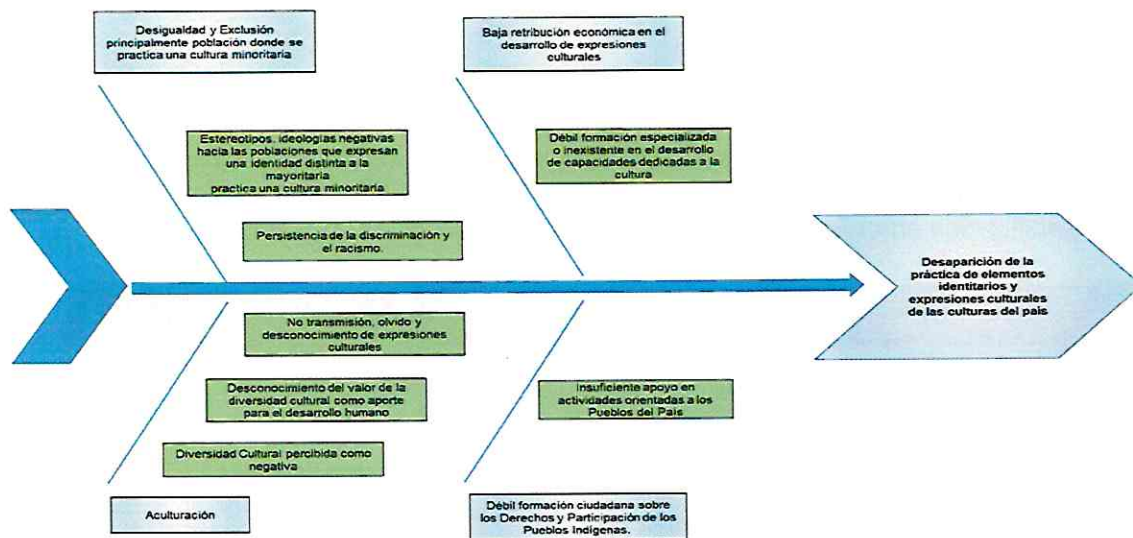 Desigualdad y Exclusión
principalmente población donde se
practica una cultura minoritaria
Baja retribución económica en el
desarrollo de expresiones
culturales
Estereotipos, ideologías negativas
hacia las poblaciones que expresan
una identidad distinta a la
mayoritaria
practica una cultura minoritaria
Débil formación especializada
o inexistente en el desarrollo
de capacidades dedicadas a la
cultura
Persistencia de la discriminación y
el racismo.
Desaparición de la
práctica de elementos
identitarios y
expresiones culturales
de las culturas del país
No transmisión, olvido y
desconocimiento de expresiones
culturales
Desconocimiento del valor de la
diversidad cultural como aporte
para el desarrollo humano
Insuficiente apoyo en
actividades orientadas a los
Pueblos del País
Diversidad Cultural percibida como
negativa
Aculturación
Débil formación ciudadana sobre
los Derechos y Participación de los
Pueblos Indígenas.